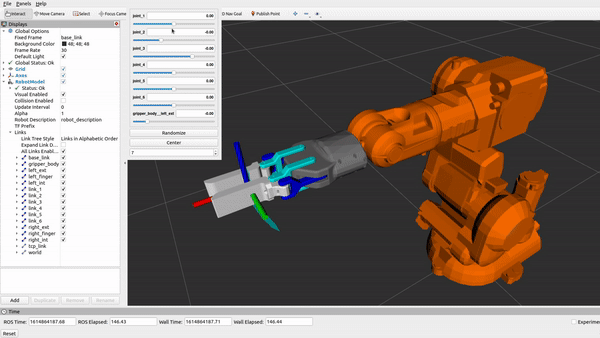 File Panels Help
Interact Move Camera Select Focus Camera D Nav Goal Publish Point
Displays
Global Options
Fixed Frame base_link
Background Color 48; 48; 48
Frame Rate 30
Default Light
Global Status: Ok
Grid
Axes
RobotModel
Status: Ok
Visual Enabled
Collision Enabled
Update Interval 0
Alpha 1
Robot Description robot_description
TF Prefix
Links
Link Tree Style Links in Alphabetic Order
Expand Link D...
All Links Enabl...
base_link
gripper_body
left_ext
left_finger
left_int
link_1
link_2
link_3
link_4
link_5
link_6
right_ext
right_finger
right_int
tcp_link
world
Add Duplicate Remove Rename
joint_1 0.00
joint_2 -0.00
joint_3 -0.00
joint_4 0.00
joint_5 0.00
joint_6 0.00
gripper_body__left_ext -0.00
Randomize
Center
7
Time
ROS Time: 1614864187.68 ROS Elapsed: 146.43 Wall Time: 1614864187.71 Wall Elapsed: 146.44 Experime
Reset